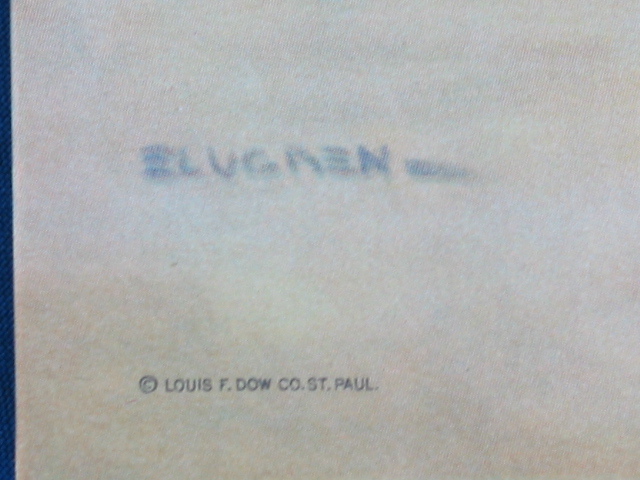 ELVGREN
© LOUIS F. DOW CO. ST. PAUL.